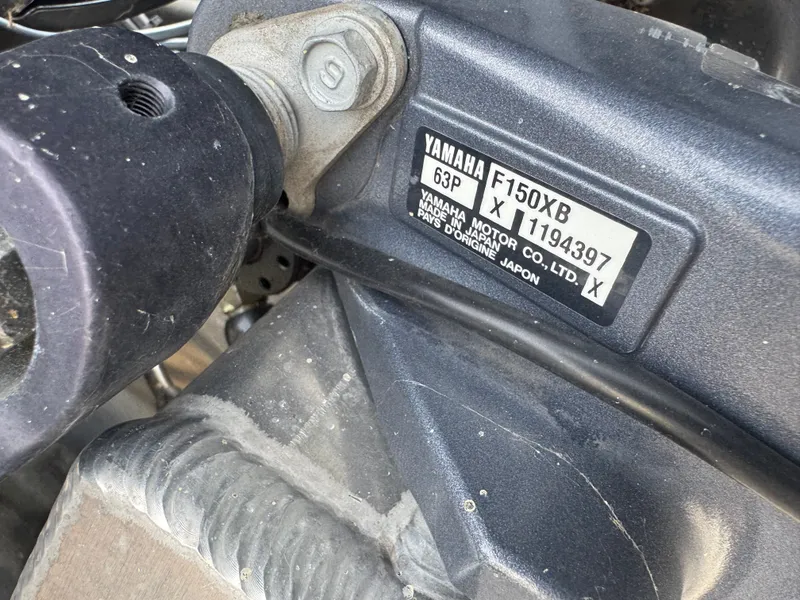 YAMAHA
63P
F150XB
X 1194397
YAMAHA MOTOR CO., LTD.
MADE IN JAPAN
PAYS D'ORIGINE JAPON
X